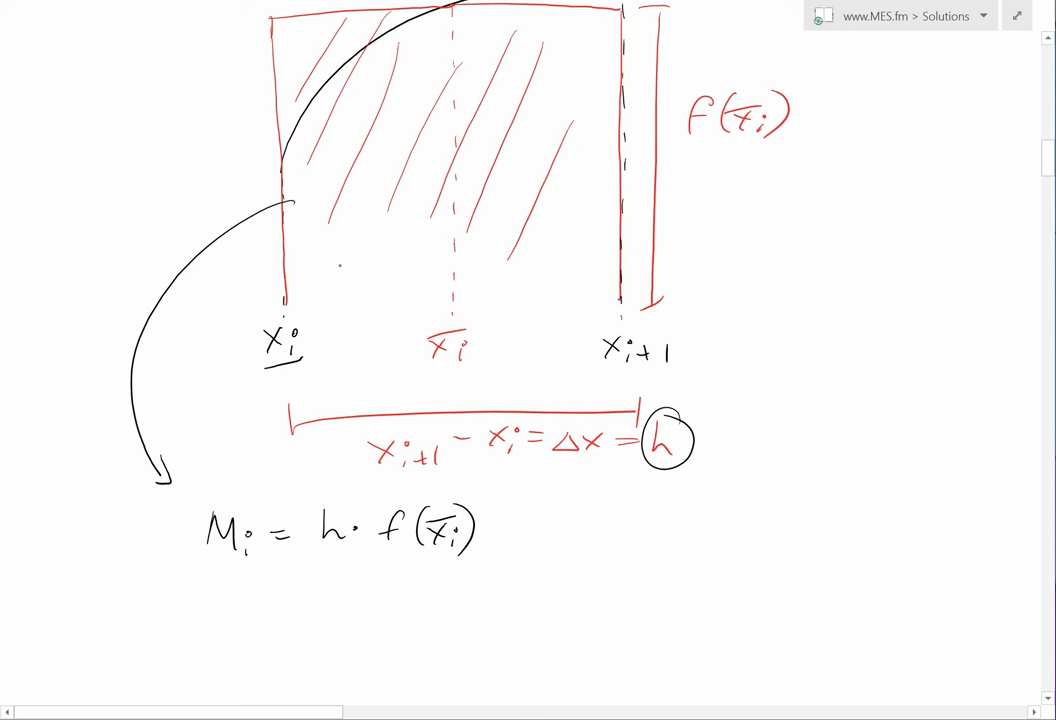 www.MES.fm > Solutions
f(x̄ᵢ)
xᵢ x̄ᵢ xᵢ₊₁
xᵢ₊₁ - xᵢ = Δx = h
Mᵢ = h · f(x̄ᵢ)